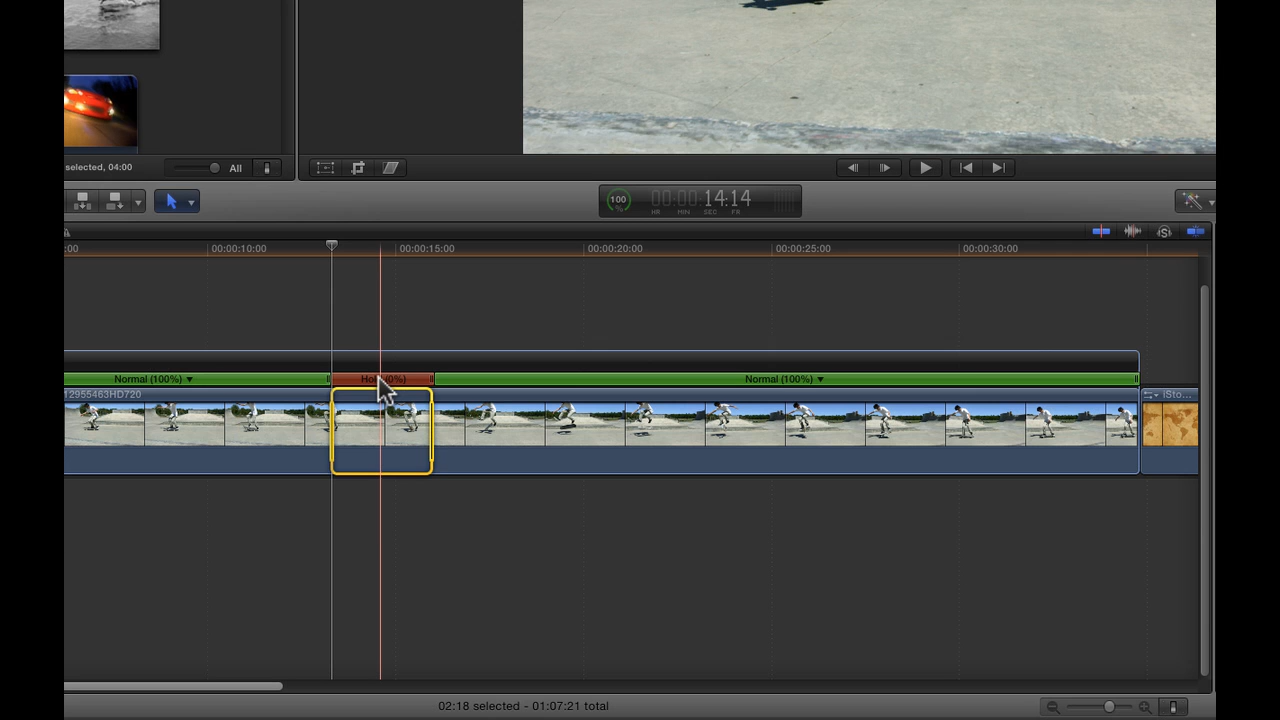 selected, 04:00
All
100
%
00:00:14:14
HR MIN SEC FR
:00
00:00:10:00
00:00:15:00
00:00:20:00
00:00:25:00
00:00:30:00
Normal (100%)
Normal (100%)
12955463HD720
iSto...
02:18 selected - 01:07:21 total